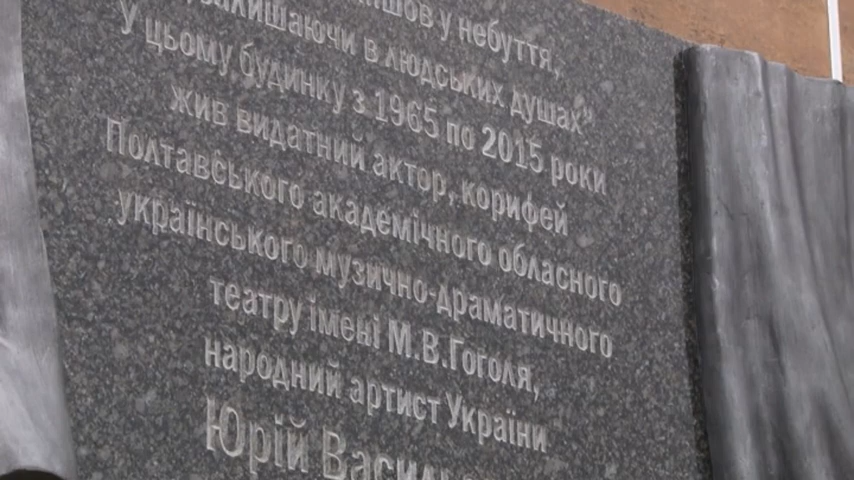 у небуття,
залишаючи в людських душах"
У цьому будинку з 1965 по 2015 роки
жив видатний актор, корифей
Полтавського академічного обласного
українського музично-драматичного
театру імені М.В.Гоголя,
народний артист України
Юрій